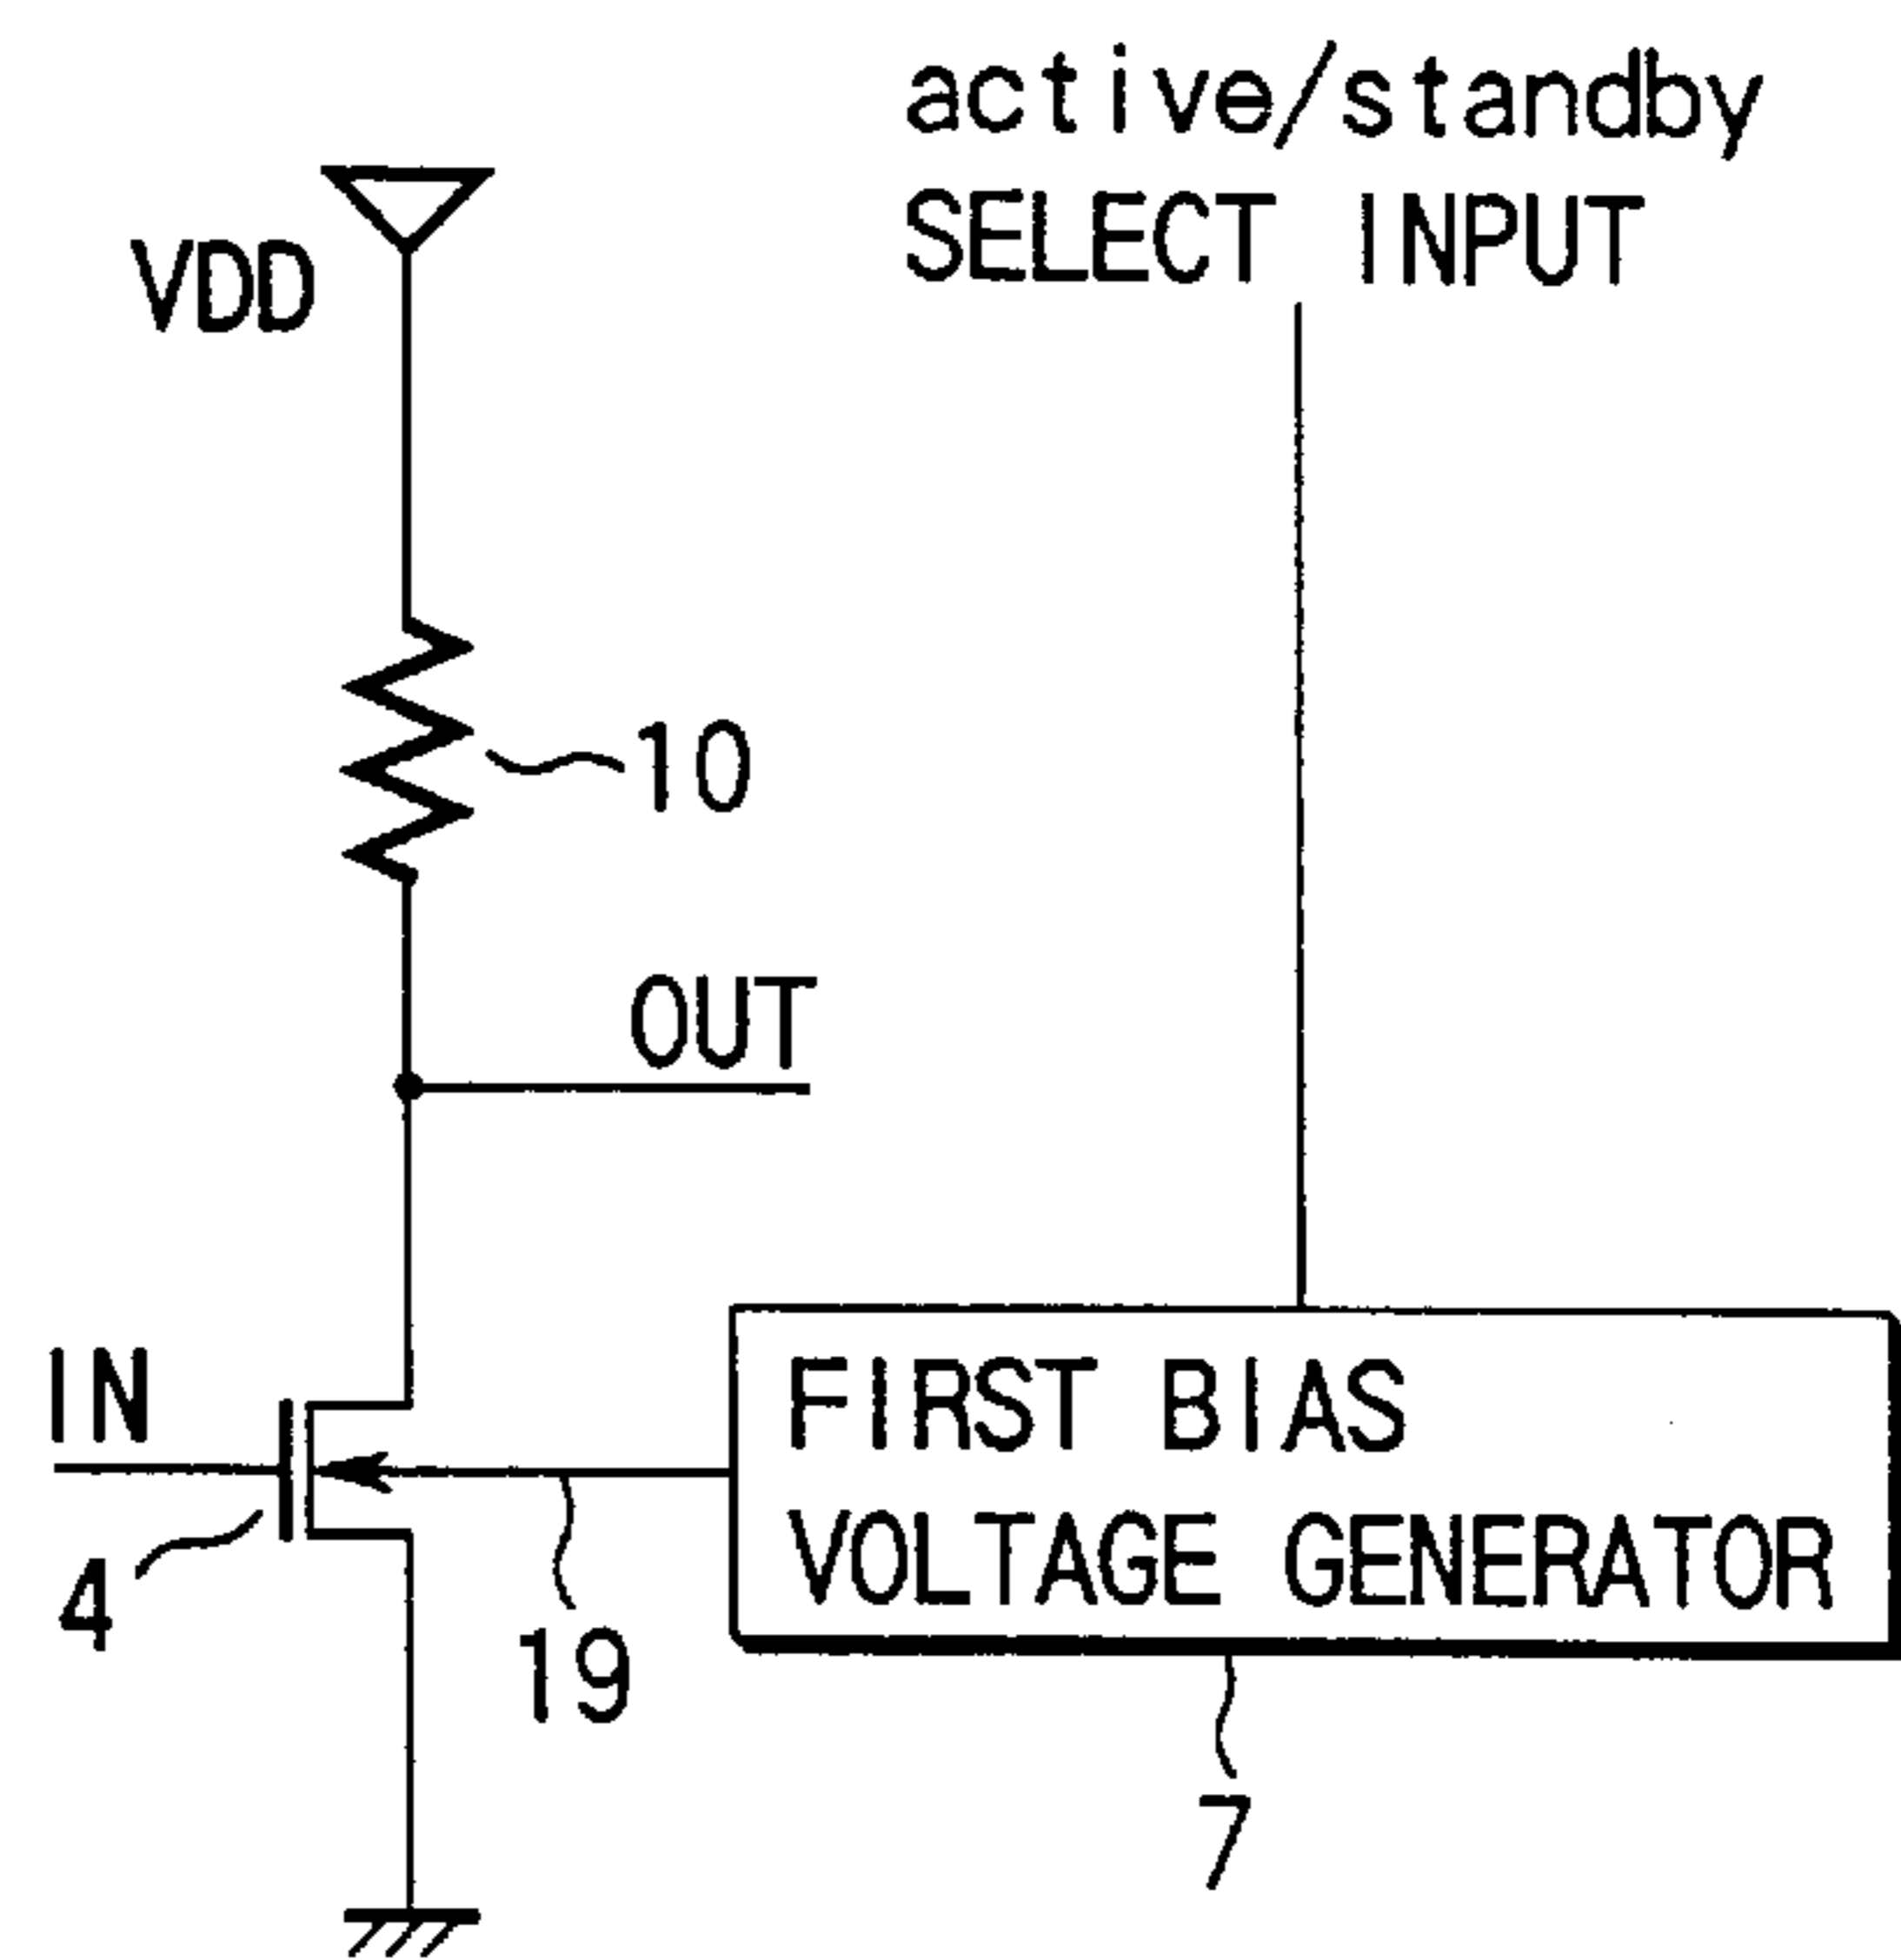 active/standby
SELECT INPUT
VDD
10
OUT
IN
FIRST BIAS
VOLTAGE GENERATOR
4
19
7